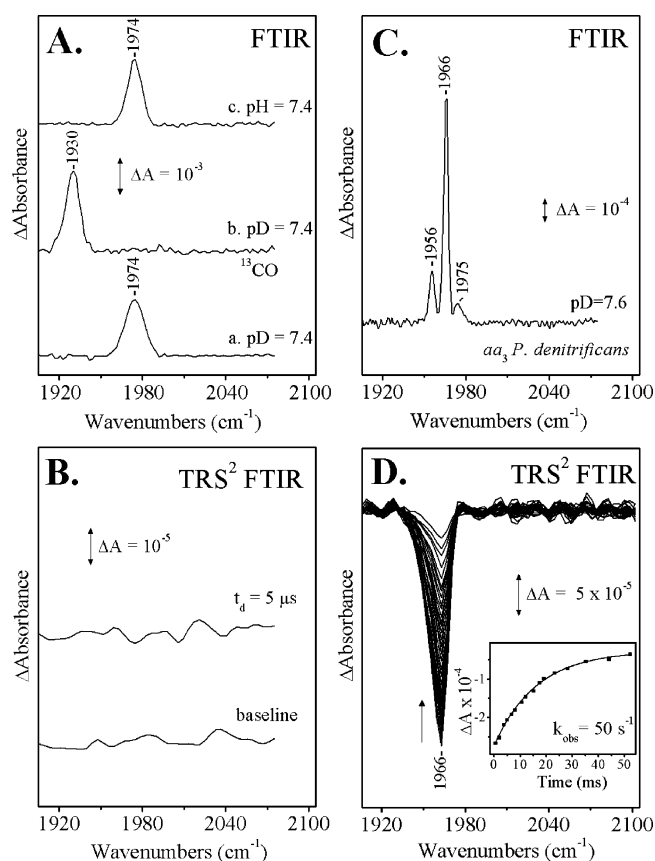 A.
FTIR
1974
c. pH = 7.4
1930
ΔA = 10⁻³
b. pD = 7.4
¹³CO
1974
a. pD = 7.4
ΔAbsorbance
1920 1980 2040 2100
Wavenumbers (cm⁻¹)
C.
FTIR
1966
ΔA = 10⁻⁴
1956
1975
pD=7.6
aa₃ P. denitrificans
ΔAbsorbance
1920 1980 2040 2100
Wavenumbers (cm⁻¹)
B.
TRS² FTIR
ΔA = 10⁻⁵
t_d = 5 μs
baseline
ΔAbsorbance
1920 1980 2040 2100
Wavenumbers (cm⁻¹)
D.
TRS² FTIR
ΔA = 5 x 10⁻⁵
1966
ΔA x 10⁻⁴
-1
-2
k_obs = 50 s⁻¹
0 10 20 30 40 50
Time (ms)
ΔAbsorbance
1920 1980 2040 2100
Wavenumbers (cm⁻¹)